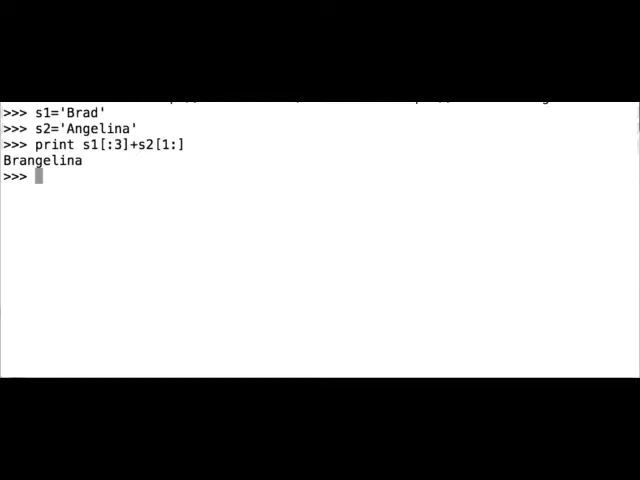 >>> s1='Brad'
>>> s2='Angelina'
>>> print s1[:3]+s2[1:]
Brangelina
>>>